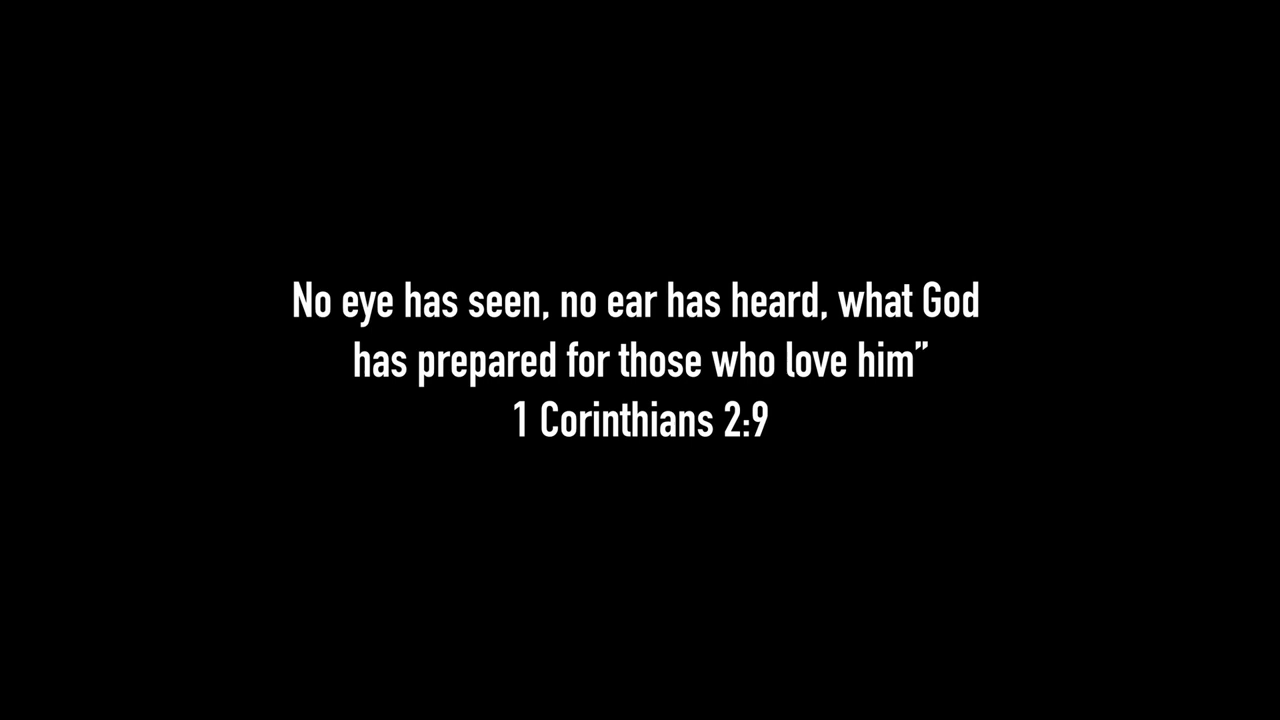 No eye has seen, no ear has heard, what God
has prepared for those who love him”
1 Corinthians 2:9